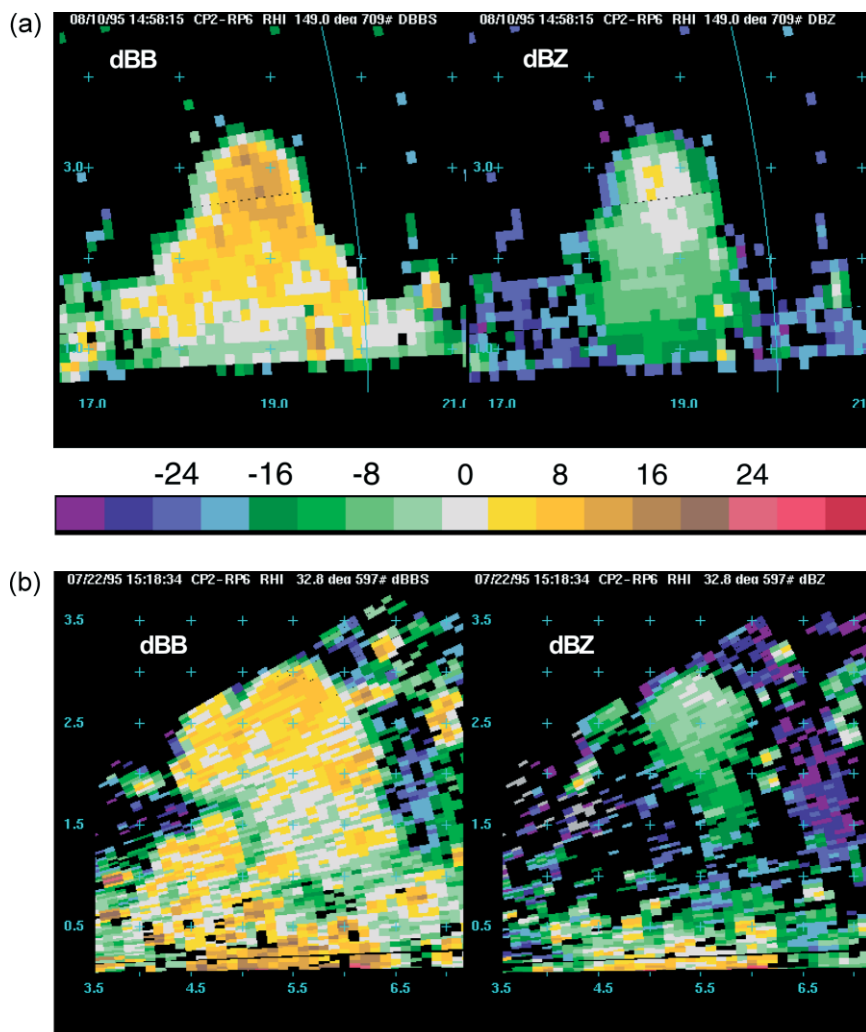 (a)
08/10/95 14:58:15 CP2-RP6 RHI 149.0 deg 709# DBBS
08/10/95 14:58:15 CP2-RP6 RHI 149.0 deg 709# DBZ
dBB
dBZ
3.0
3.0
17.0 19.0 21.0
17.0 19.0
-24 -16 -8 0 8 16 24
(b)
07/22/95 15:18:34 CP2-RP6 RHI 32.8 deg 597# dBBS
07/22/95 15:18:34 CP2-RP6 RHI 32.8 deg 597# dBZ
3.5
3.5
dBB
dBZ
2.5
2.5
1.5
1.5
0.5
0.5
3.5 4.5 5.5 6.5
3.5 4.5 5.5 6.5